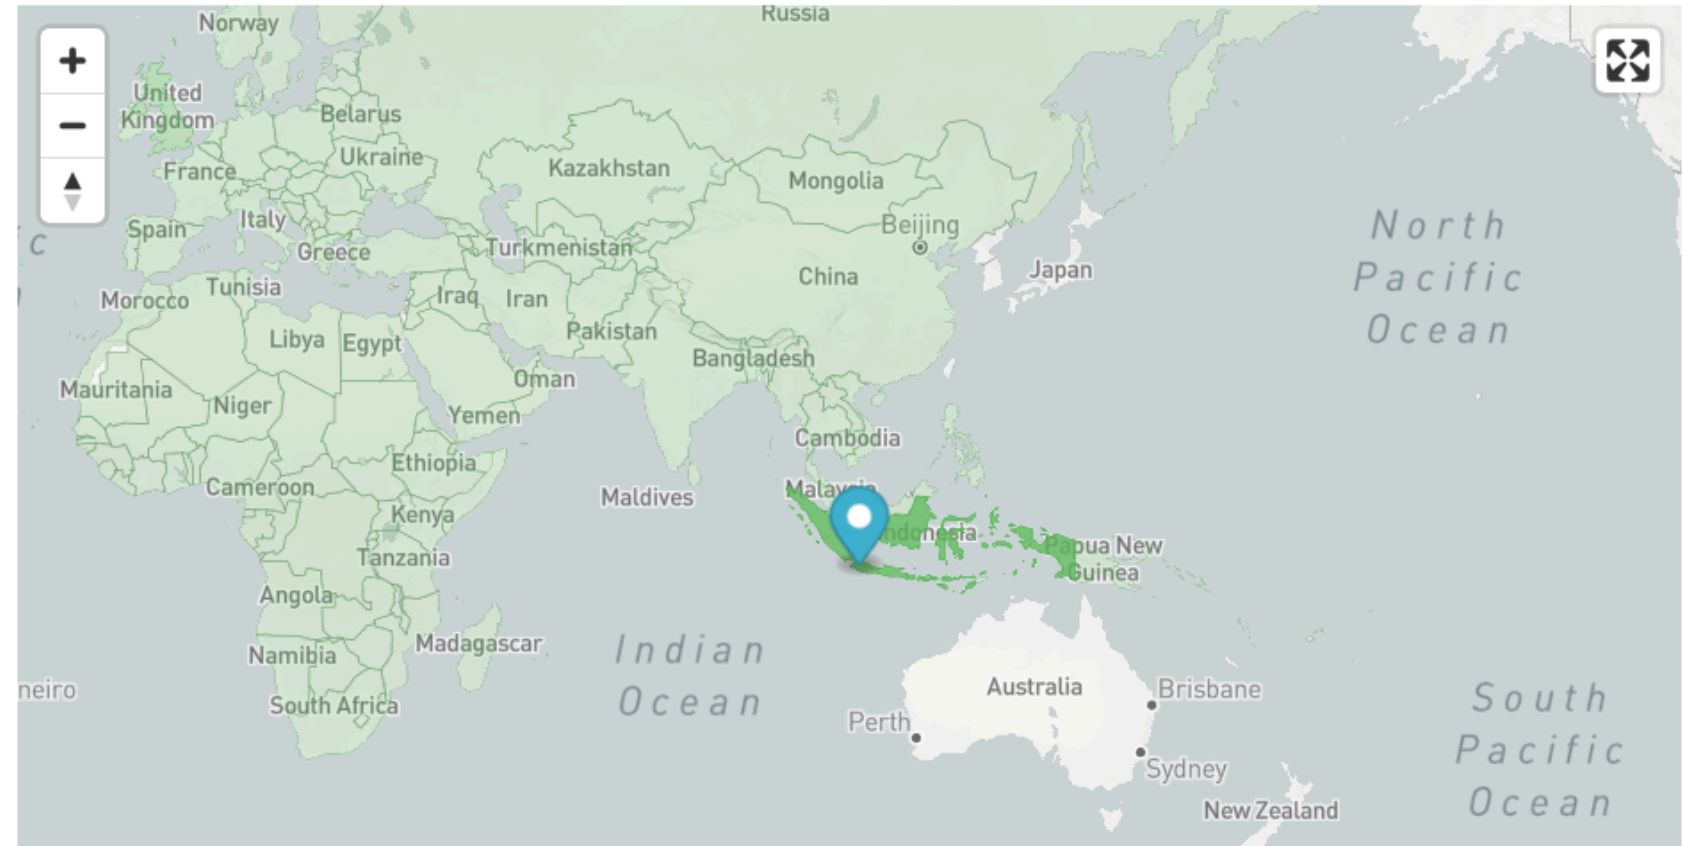 Russia
Norway
United
Kingdom
Belarus
Ukraine
France
Kazakhstan
Mongolia
Italy
Spain
Beijing
Greece
Turkmenistan
Japan
China
Tunisia
Morocco
Iraq
Iran
Pakistan
Libya
Egypt
Bangladesh
Oman
Mauritania
Niger
Yemen
Cambodia
Ethiopia
Cameroon
Maldives
Malaysia
Kenya
Indonesia
Tanzania
Papua New
Guinea
Angola
Madagascar
Namibia
South Africa
neiro
Indian
Ocean
Australia
Brisbane
Perth
Sydney
New Zealand
North
Pacific
Ocean
South
Pacific
Ocean
c